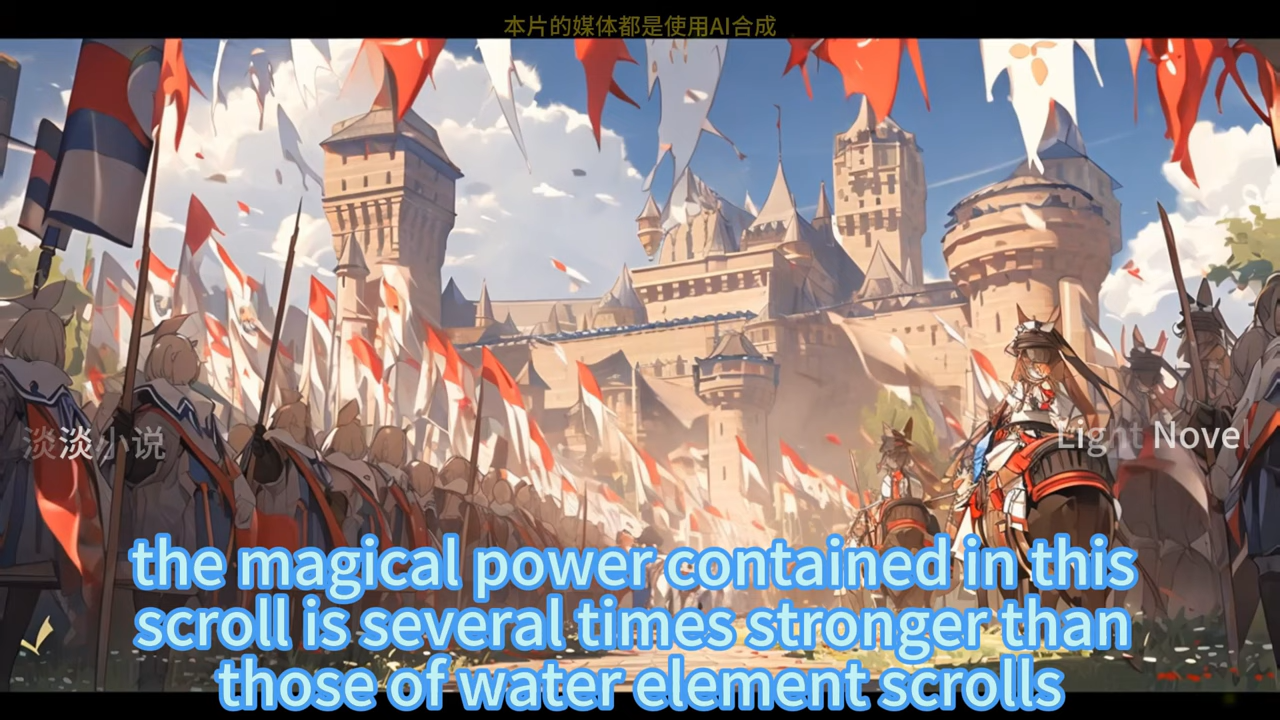 本片的媒体都是使用AI合成
淡淡小说
Light Novel
the magical power contained in this
scroll is several times stronger than
those of water element scrolls